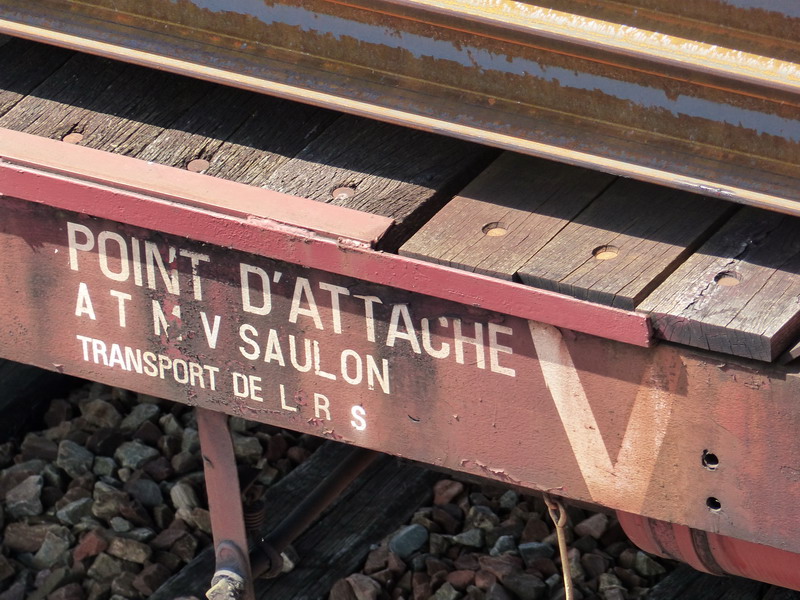 POINT D'ATTACHE
A T M V SAULON
TRANSPORT DE L R S
V